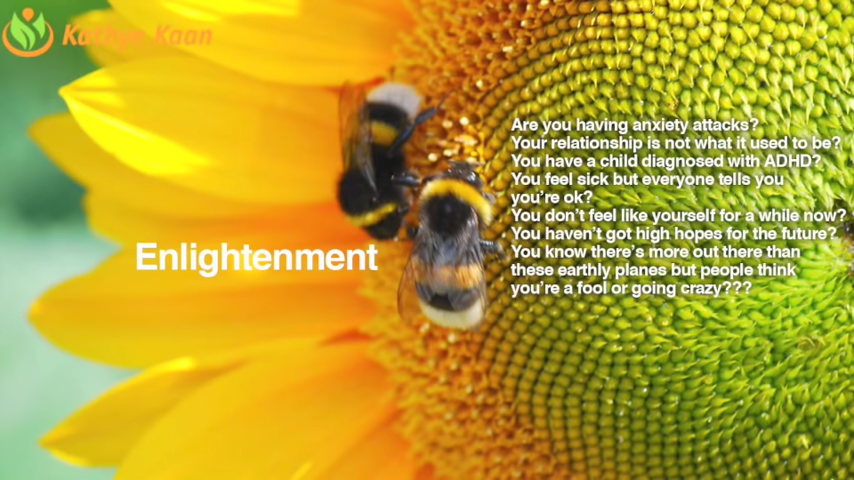 Kathye Kaan
Enlightenment
Are you having anxiety attacks?
Your relationship is not what it used to be?
You have a child diagnosed with ADHD?
You feel sick but everyone tells you
you're ok?
You don't feel like yourself for a while now?
You haven't got high hopes for the future?
You know there's more out there than
these earthly planes but people think
you're a fool or going crazy???